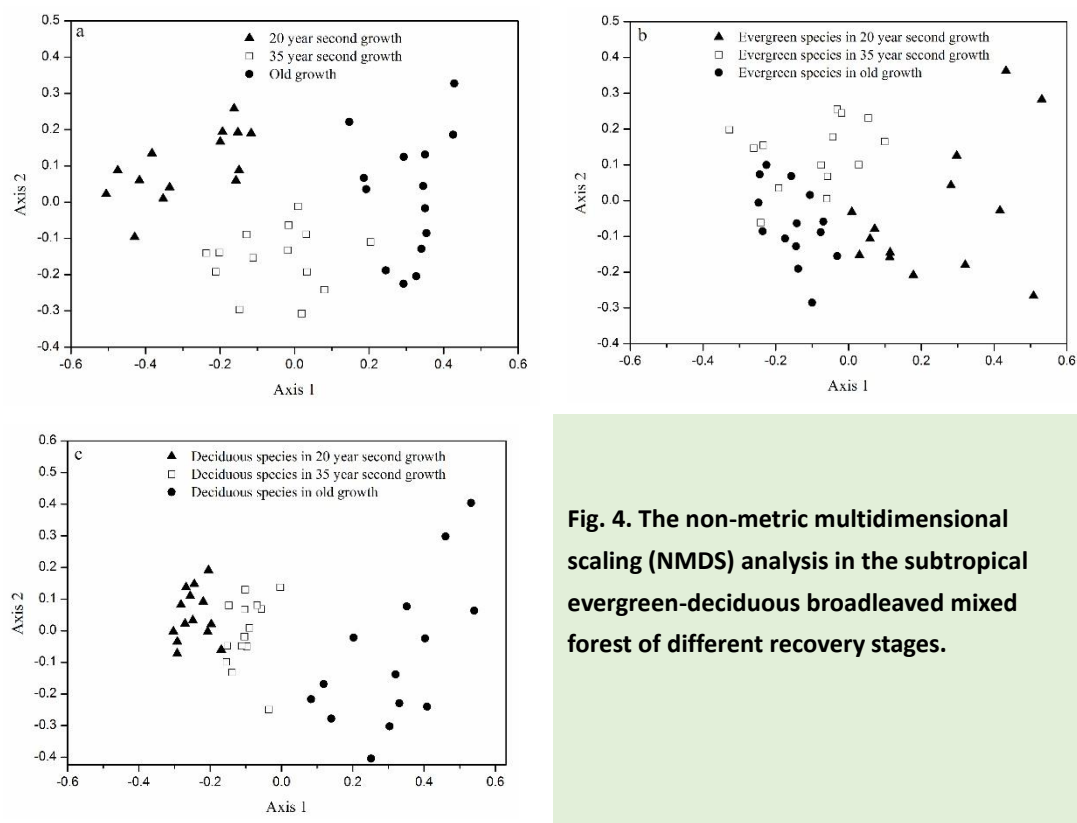 a
20 year second growth
35 year second growth
Old growth
0.5
0.4
0.3
0.2
0.1
0.0
-0.1
-0.2
-0.3
-0.4
Axis 2
-0.6
-0.4
-0.2
0.0
0.2
0.4
0.6
Axis 1
b
Evergreen species in 20 year second growth
Evergreen species in 35 year second growth
Evergreen species in old growth
0.5
0.4
0.3
0.2
0.1
0.0
-0.1
-0.2
-0.3
-0.4
Axis 2
-0.6
-0.4
-0.2
0.0
0.2
0.4
0.6
Axis 1
c
Deciduous species in 20 year second growth
Deciduous species in 35 year second growth
Deciduous species in old growth
0.6
0.5
0.4
0.3
0.2
0.1
0.0
-0.1
-0.2
-0.3
-0.4
Axis 2
-0.6
-0.4
-0.2
0.0
0.2
0.4
0.6
Axis 1
Fig. 4. The non-metric multidimensional
scaling (NMDS) analysis in the subtropical
evergreen-deciduous broadleaved mixed
forest of different recovery stages.